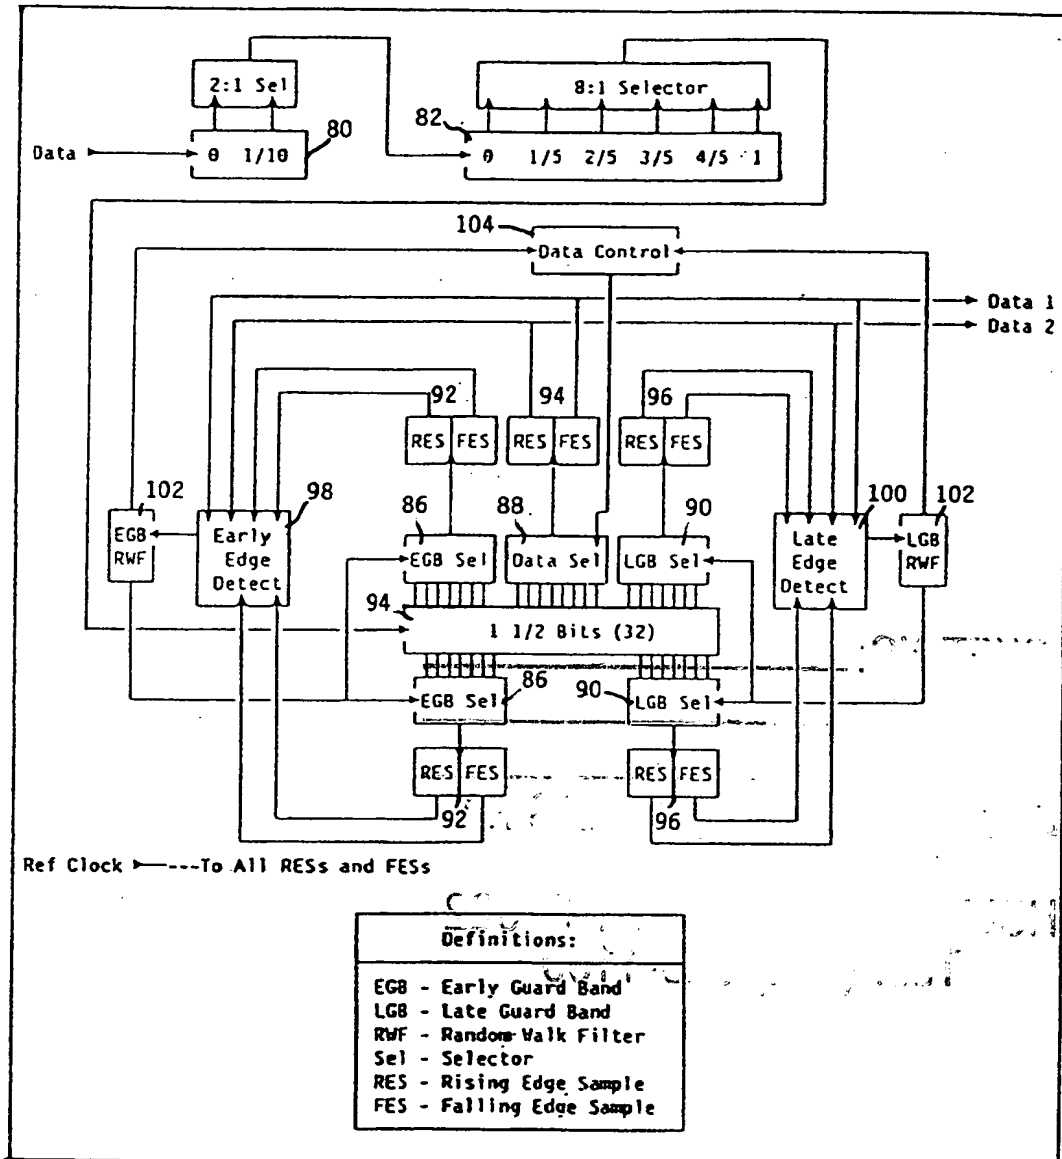 2:1 Sel
8:1 Selector
80
82
Data
0 1/10
0 1/5 2/5 3/5 4/5 1
104
Data Control
Data 1
Data 2
92
94
96
RES FES
RES FES
RES FES
102
98
86
88
90
100
102
EGB
RWF
Early
Edge
Detect
EGB Sel
Data Sel
LGB Sel
Late
Edge
Detect
LGB
RWF
94
1 1/2 Bits (32)
EGB Sel
86
90
LGB Sel
RES FES
RES FES
92
96
Ref Clock ---To All RESs and FESs
Definitions:
EGB - Early Guard Band
LGB - Late Guard Band
RWF - Random Walk Filter
Sel - Selector
RES - Rising Edge Sample
FES - Falling Edge Sample